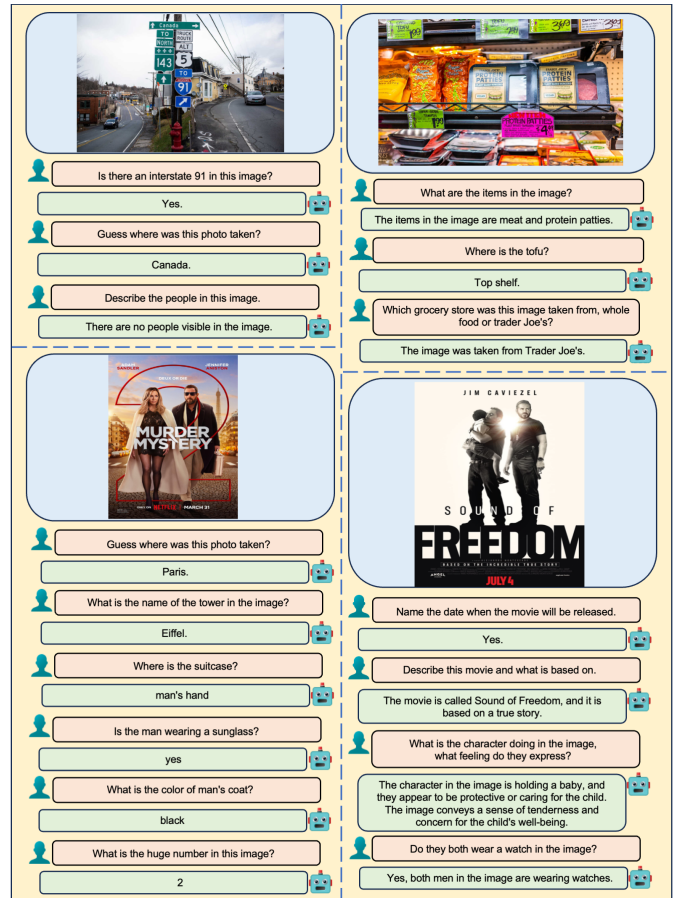 Canada
TO
NORTH
143
TRUCK
ROUTE
ALT
5
TO
91
Is there an interstate 91 in this image?
Yes.
Guess where was this photo taken?
Canada.
Describe the people in this image.
There are no people visible in the image.
PROTEIN
PATTIES
PROTEIN
PATTIES
PROTEIN PATTIES
$4.
What are the items in the image?
The items in the image are meat and protein patties.
Where is the tofu?
Top shelf.
Which grocery store was this image taken from, whole
food or trader Joe's?
The image was taken from Trader Joe's.
SANDLER
JENNIFER
2
MURDER
MYSTERY
NETFLIX MARCH 31
Guess where was this photo taken?
Paris.
What is the name of the tower in the image?
Eiffel.
Where is the suitcase?
man's hand
Is the man wearing a sunglass?
yes
What is the color of man's coat?
black
What is the huge number in this image?
2
JIM CAVIEZEL
SOUND OF
FREEDOM
BASED ON THE INCREDIBLE TRUE STORY
ANGEL
JULY 4
Name the date when the movie will be released.
Yes.
Describe this movie and what is based on.
The movie is called Sound of Freedom, and it is
based on a true story.
What is the character doing in the image,
what feeling do they express?
The character in the image is holding a baby, and
they appear to be protective or caring for the child.
The image conveys a sense of tenderness and
concern for the child's well-being.
Do they both wear a watch in the image?
Yes, both men in the image are wearing watches.